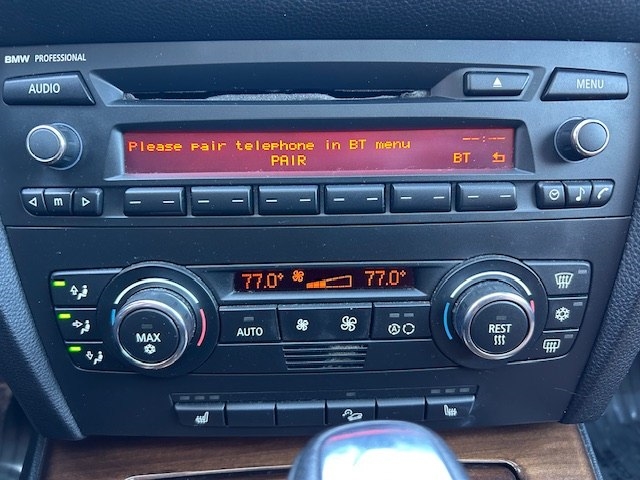 BMW PROFESSIONAL
AUDIO
MENU
Please pair telephone in BT menu --:--
PAIR BT
m
77.0° 77.0°
MAX
AUTO
A
REST